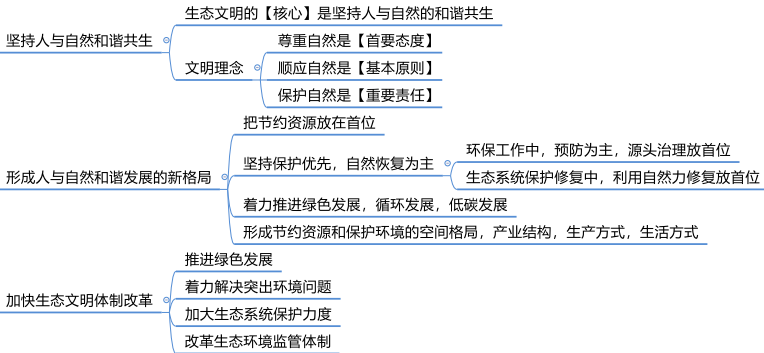 坚持人与自然和谐共生
生态文明的【核心】是坚持人与自然的和谐共生
文明理念
尊重自然是【首要态度】
顺应自然是【基本原则】
保护自然是【重要责任】
形成人与自然和谐发展的新格局
把节约资源放在首位
坚持保护优先，自然恢复为主
环保工作中，预防为主，源头治理放首位
生态系统保护修复中，利用自然力修复放首位
着力推进绿色发展，循环发展，低碳发展
形成节约资源和保护环境的空间格局，产业结构，生产方式，生活方式
加快生态文明体制改革
推进绿色发展
着力解决突出环境问题
加大生态系统保护力度
改革生态环境监管体制